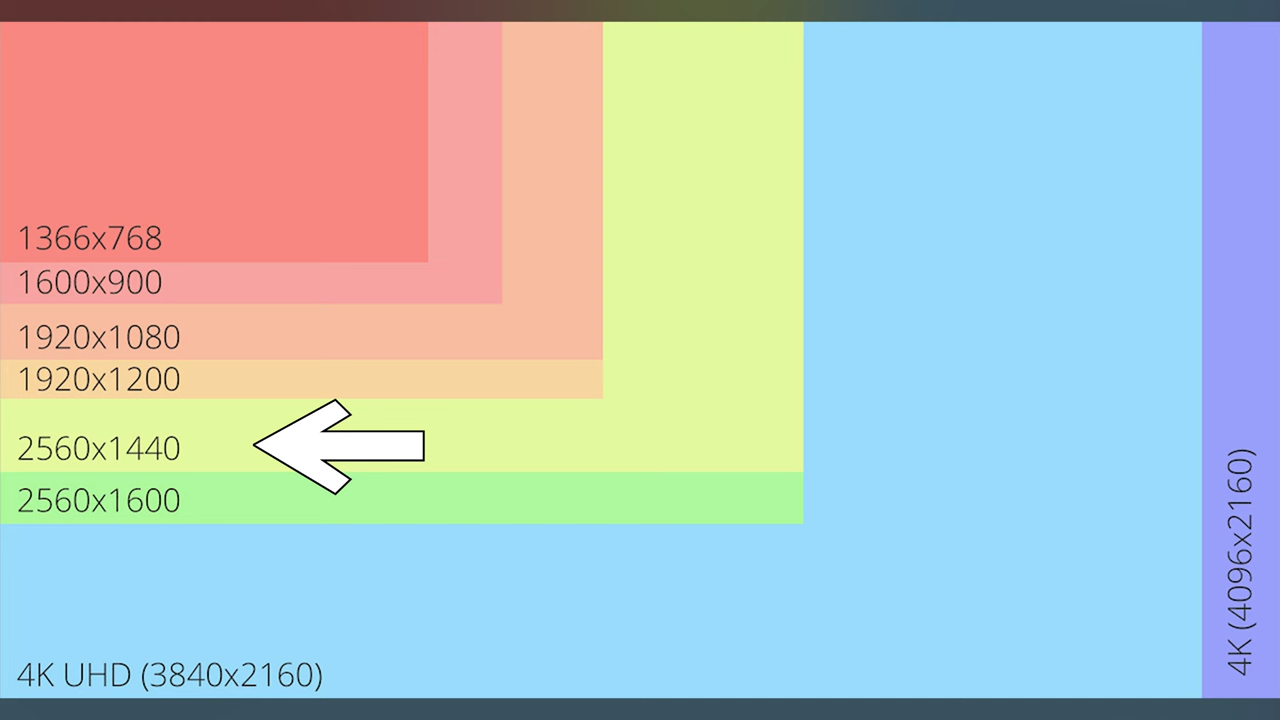 1366x768
1600x900
1920x1080
1920x1200
2560x1440
2560x1600
4K UHD (3840x2160)
4K (4096x2160)